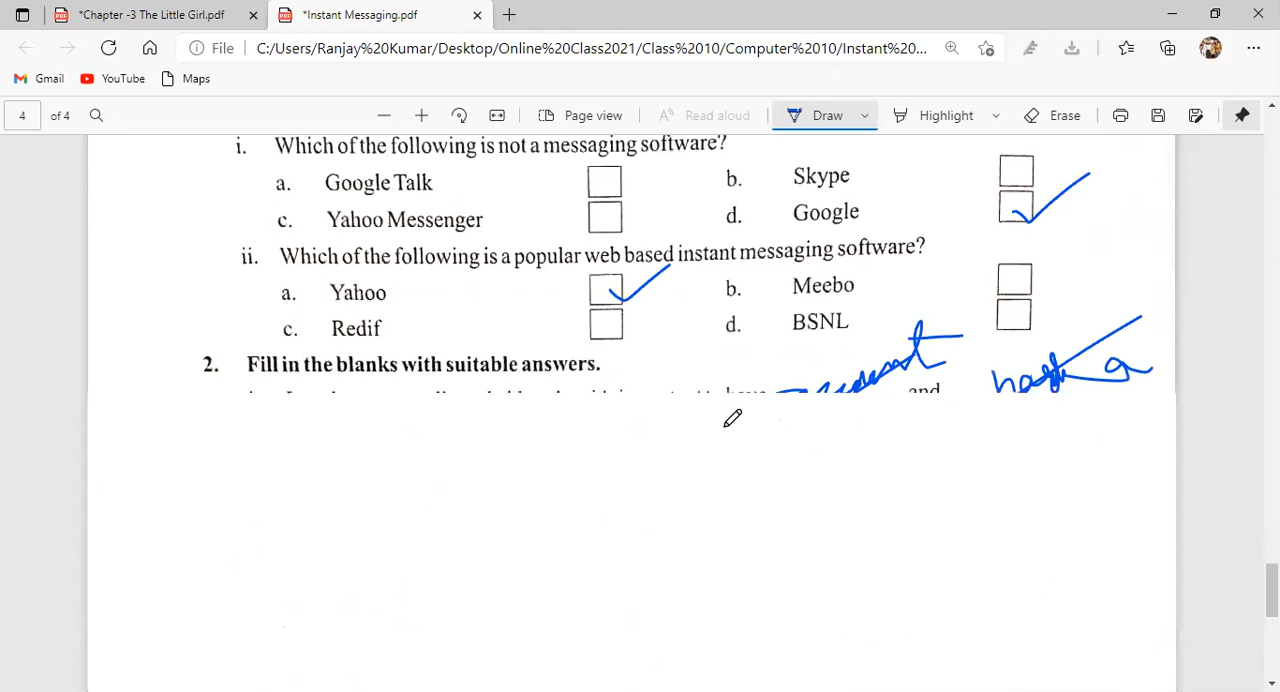 *Chapter -3 The Little Girl.pdf
*Instant Messaging.pdf
File
C:/Users/Ranjay%20Kumar/Desktop/Online%20Class2021/Class%2010/Computer%2010/Instant%20...
Gmail
YouTube
Maps
4 of 4
Page view
Read aloud
Draw
Highlight
Erase
i. Which of the following is not a messaging software?
a. Google Talk
b. Skype
c. Yahoo Messenger
d. Google
ii. Which of the following is a popular web based instant messaging software?
a. Yahoo
b. Meebo
c. Redif
d. BSNL
2. Fill in the blanks with suitable answers.
and